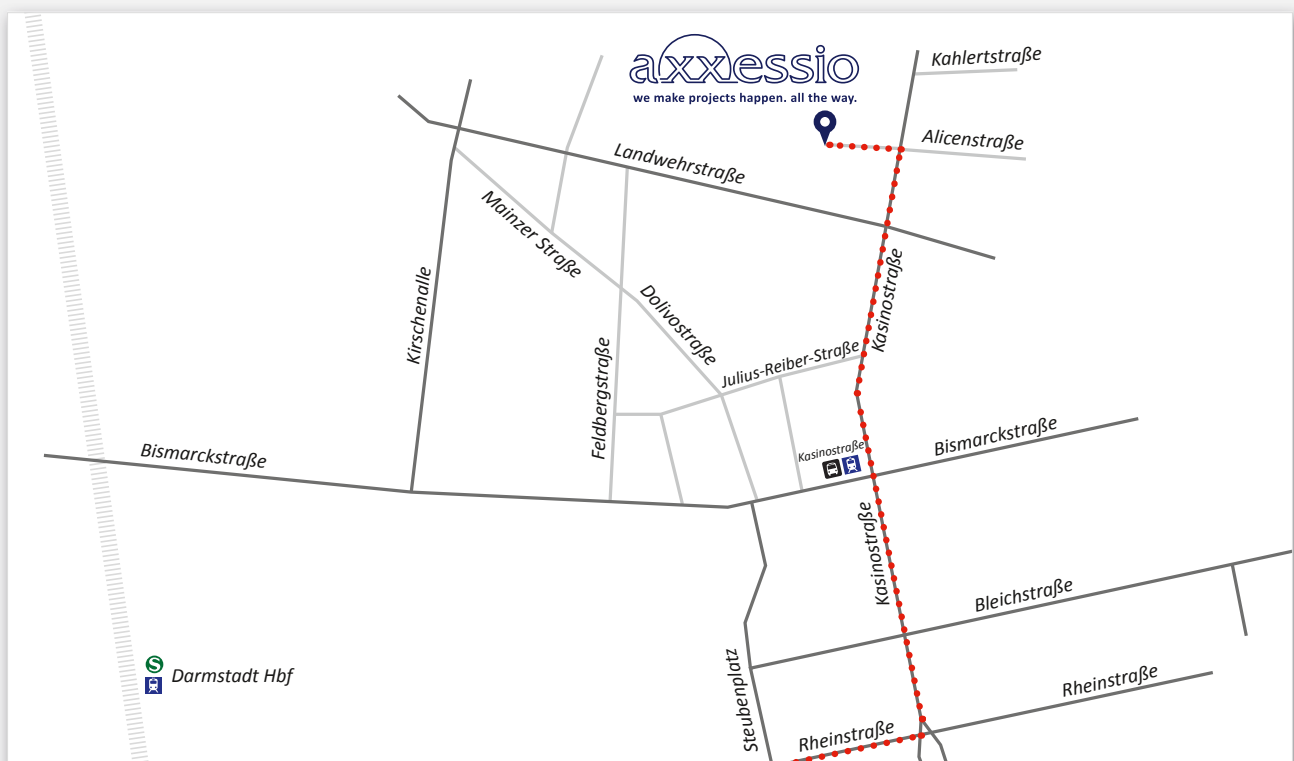 axxessio
we make projects happen. all the way.
Kahlertstraße
Alicenstraße
Landwehrstraße
Mainzer Straße
Kirschenalle
Dolivostraße
Kasinostraße
Feldbergstraße
Julius-Reiber-Straße
Bismarckstraße
Kasinostraße
Bismarckstraße
Kasinostraße
Bleichstraße
S
Darmstadt Hbf
Steubenplatz
Rheinstraße
Rheinstraße